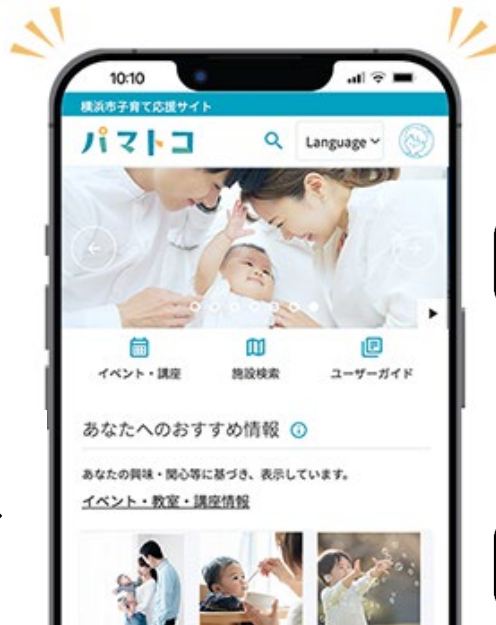 10:10
横浜市子育て応援サイト
パマトコ
Language
イベント・講座
施設検索
ユーザーガイド
あなたへのおすすめ情報
あなたの興味・関心等に基づき、表示しています。
イベント・教室・講座情報